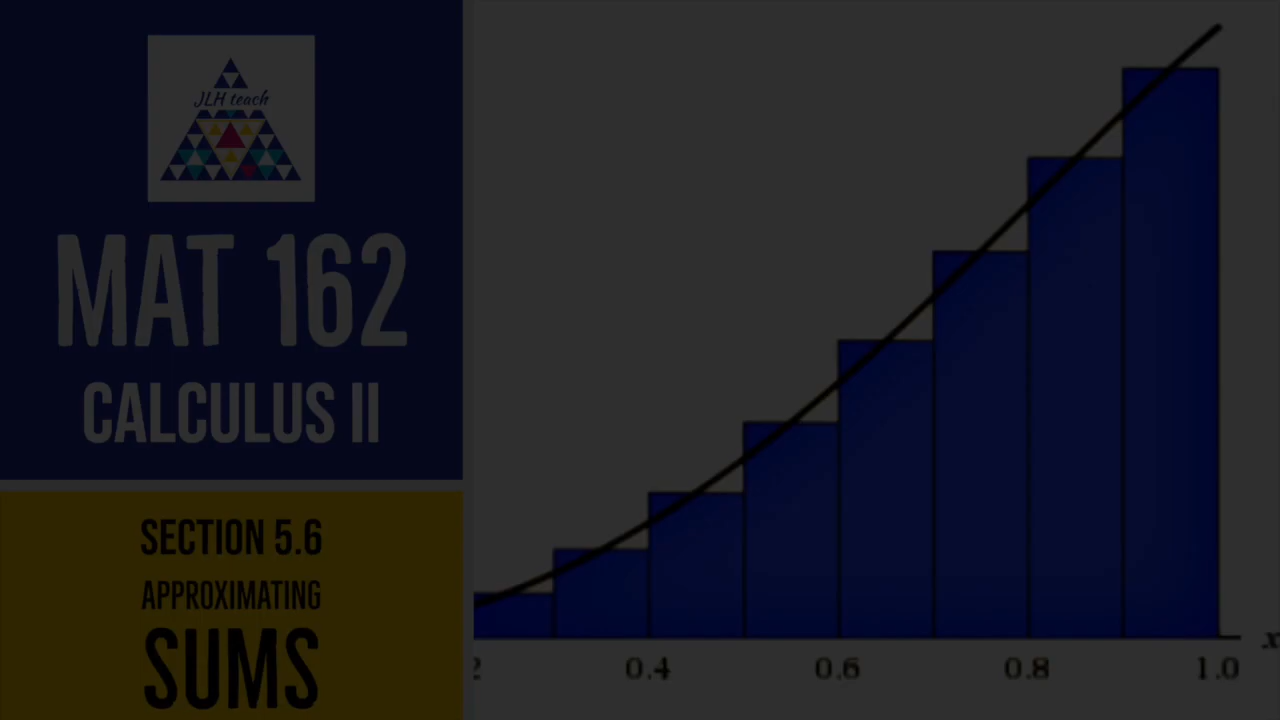 JLH teach
MAT 162
CALCULUS II
SECTION 5.6
APPROXIMATING
SUMS
x
2 0.4 0.6 0.8 1.0